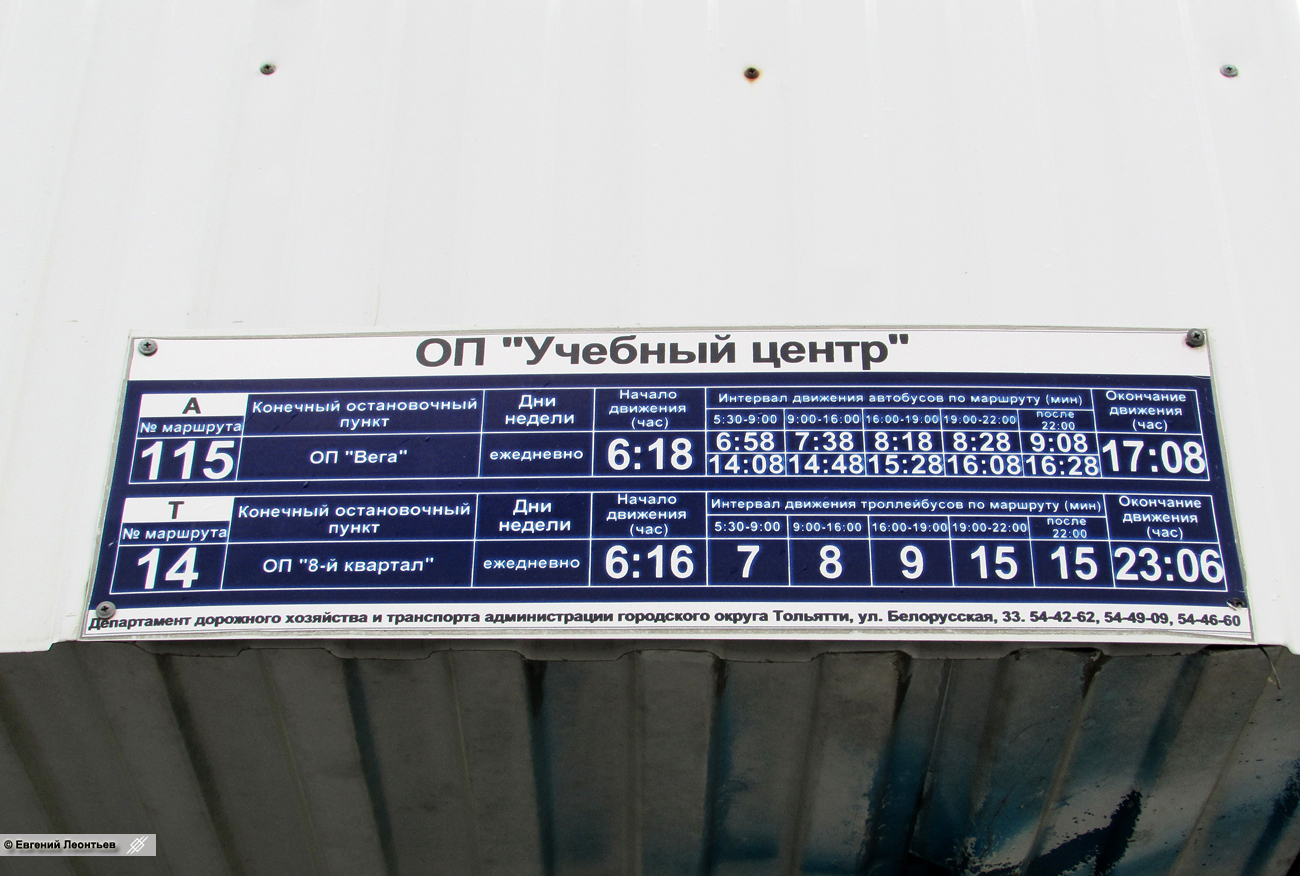 ОП "Учебный центр"
А
№ маршрута
Конечный остановочный
пункт
Дни
недели
Начало
движения
(час)
Интервал движения автобусов по маршруту (мин)
5:30-9:00 9:00-16:00 16:00-19:00 19:00-22:00 после
22:00
Окончание
движения
(час)
115 ОП "Вега" ежедневно 6:18
6:58 7:38 8:18 8:28 9:08
14:08 14:48 15:28 16:08 16:28
17:08
Т
№ маршрута
Конечный остановочный
пункт
Дни
недели
Начало
движения
(час)
Интервал движения троллейбусов по маршруту (мин)
5:30-9:00 9:00-16:00 16:00-19:00 19:00-22:00 после
22:00
Окончание
движения
(час)
14 ОП "8-й квартал" ежедневно 6:16 7 8 9 15 15 23:06
Департамент дорожного хозяйства и транспорта администрации городского округа Тольятти, ул. Белорусская, 33. 54-42-62, 54-49-09, 54-46-60
© Евгений Леонтьев